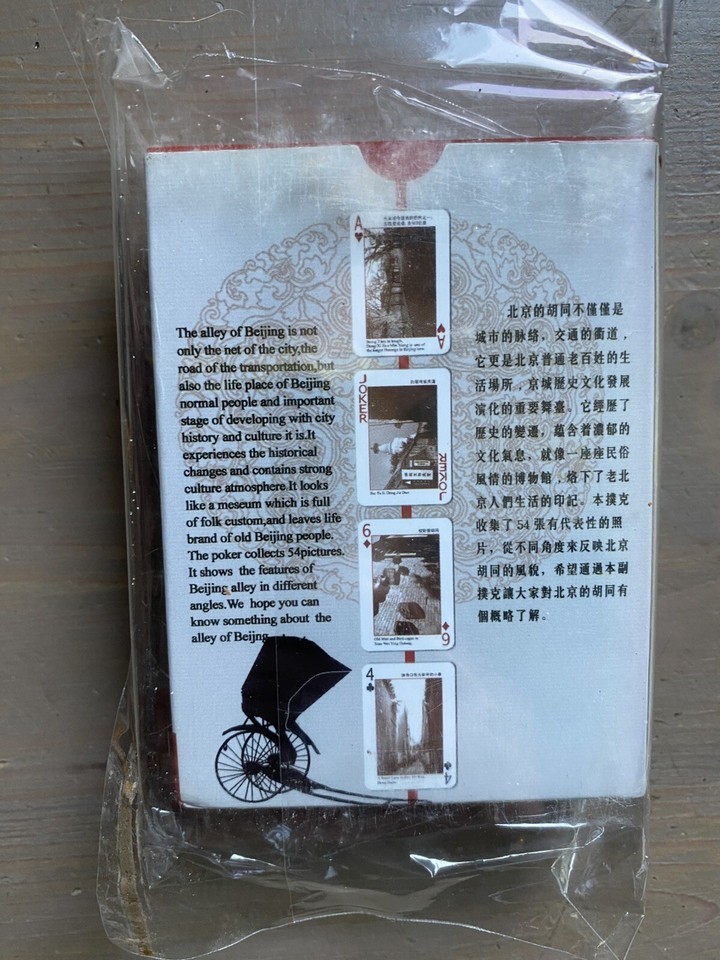 The alley of Beijing is not
only the net of the city,the
road of the transportation,but
also the life place of Beijing
normal people and important
stage of developing with city
history and culture it is.It
experiences the historical
changes and contains strong
culture atmosphere.It looks
like a meseum which is full
of folk custom,and leaves life
brand of old Beijing people.
The poker collects 54pictures.
It shows the features of
Beijing alley in different
angles.We hope you can
know something about the
alley of Beijng.
A
A
JOKER
JOKER
6
6
4
4
北京的胡同不僅僅是
城市的脉絡，交通的衢道，
它更是北京普通老百姓的生
活場所，京城歷史文化發展
演化的重要舞臺。它經歷了
歷史的變遷，蘊含着濃郁的
文化氣息，就像一座座民俗
風情的博物館，烙下了老北
京人們生活的印記。本撲克
收集了54張有代表性的照
片，從不同角度來反映北京
胡同的風貌，希望通過本副
撲克讓大家對北京的胡同有
個概略了解。